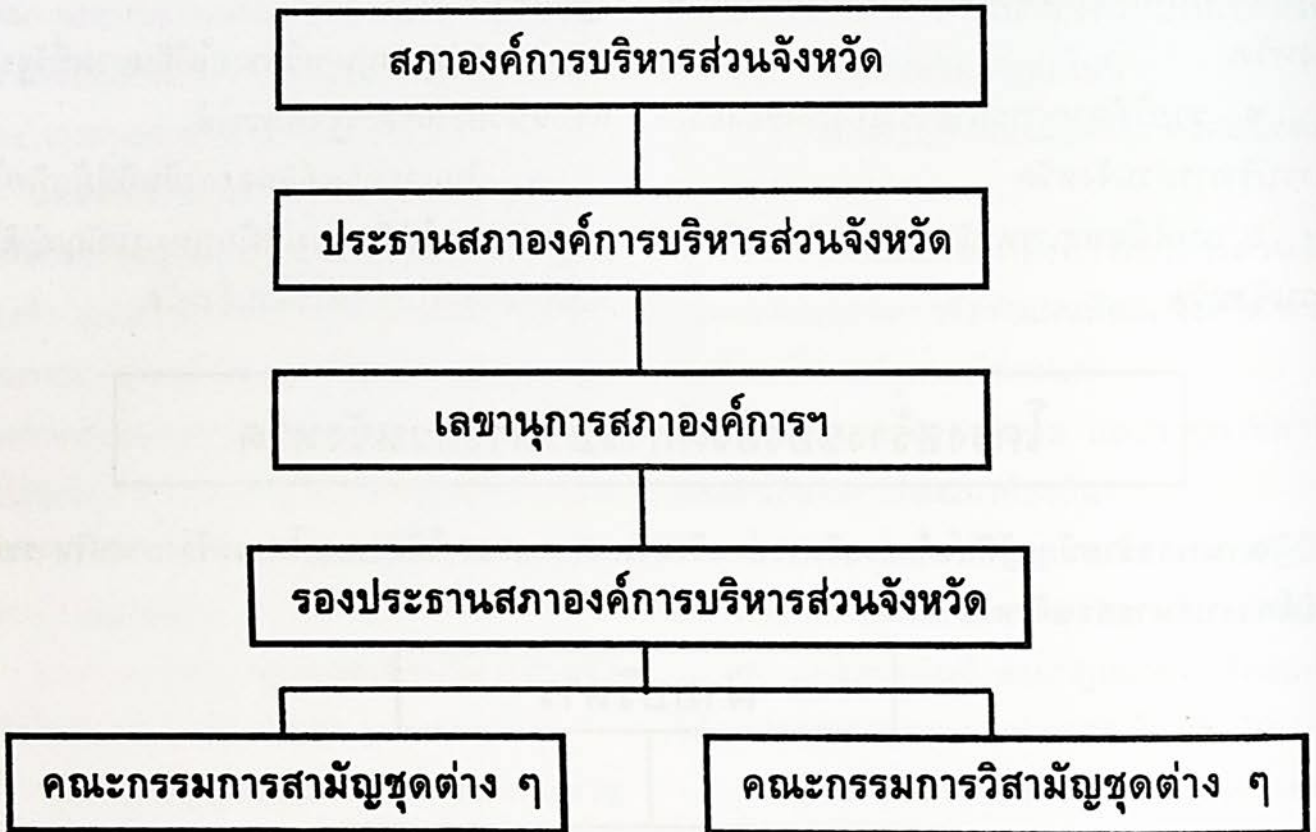 สภาองค์การบริหารส่วนจังหวัด
ประธานสภาองค์การบริหารส่วนจังหวัด
เลขานุการสภาองค์การฯ
รองประธานสภาองค์การบริหารส่วนจังหวัด
คณะกรรมการสามัญชุดต่าง ๆ คณะกรรมการวิสามัญชุดต่าง ๆ